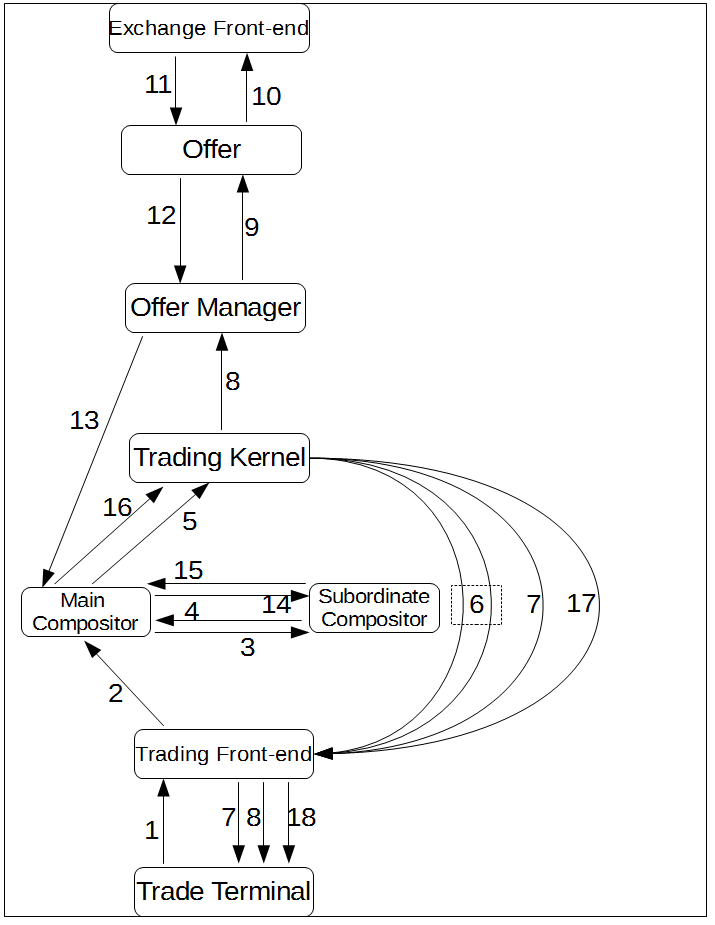 Exchange Front-end
11
10
Offer
12
9
Offer Manager
8
13
Trading Kernel
16
5
15
Main
Compositor
4
14
Subordinate
Compositor
6
7
17
3
2
Trading Front-end
1
7
8
18
Trade Terminal